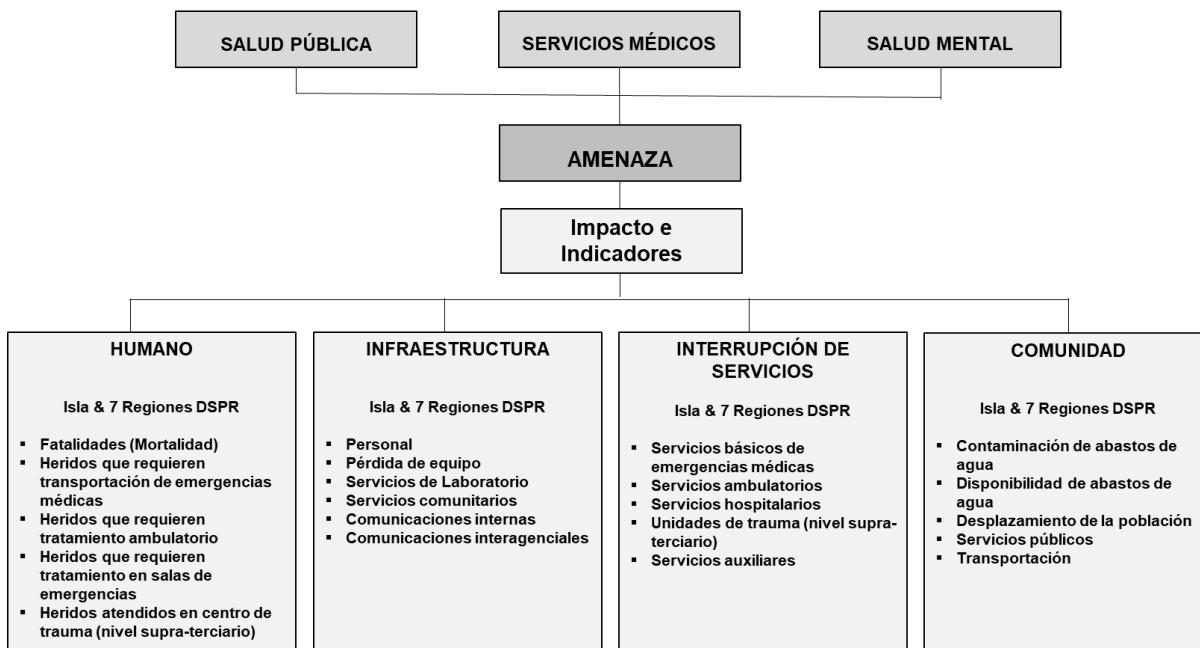 SALUD PÚBLICA
SERVICIOS MÉDICOS
SALUD MENTAL
AMENAZA
Impacto e
Indicadores
HUMANO
Isla & 7 Regiones DSPR
▪ Fatalidades (Mortalidad)
▪ Heridos que requieren
transportación de emergencias
médicas
▪ Heridos que requieren
tratamiento ambulatorio
▪ Heridos que requieren
tratamiento en salas de
emergencias
▪ Heridos atendidos en centro de
trauma (nivel supra-terciario)
INFRAESTRUCTURA
Isla & 7 Regiones DSPR
▪ Personal
▪ Pérdida de equipo
▪ Servicios de Laboratorio
▪ Servicios comunitarios
▪ Comunicaciones internas
▪ Comunicaciones interagenciales
INTERRUPCIÓN DE
SERVICIOS
Isla & 7 Regiones DSPR
▪ Servicios básicos de
emergencias médicas
▪ Servicios ambulatorios
▪ Servicios hospitalarios
▪ Unidades de trauma (nivel supra-
terciario)
▪ Servicios auxiliares
COMUNIDAD
Isla & 7 Regiones DSPR
▪ Contaminación de abastos de
agua
▪ Disponibilidad de abastos de
agua
▪ Desplazamiento de la población
▪ Servicios públicos
▪ Transportación